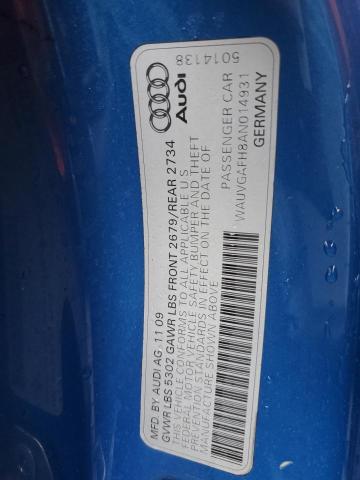 5014138
Audi
MFD BY AUDI AG 11 09
GVWR LBS 5302 GAWR LBS FRONT 2679/REAR 2734
THIS VEHICLE CONFORMS TO ALL APPLICABLE U S
FEDERAL MOTOR VEHICLE SAFETY BUMPER AND THEFT
PREVENTION STANDARDS IN EFFECT ON THE DATE OF
MANUFACTURE SHOWN ABOVE
PASSENGER CAR
WAUVGAFH8AN014931
GERMANY